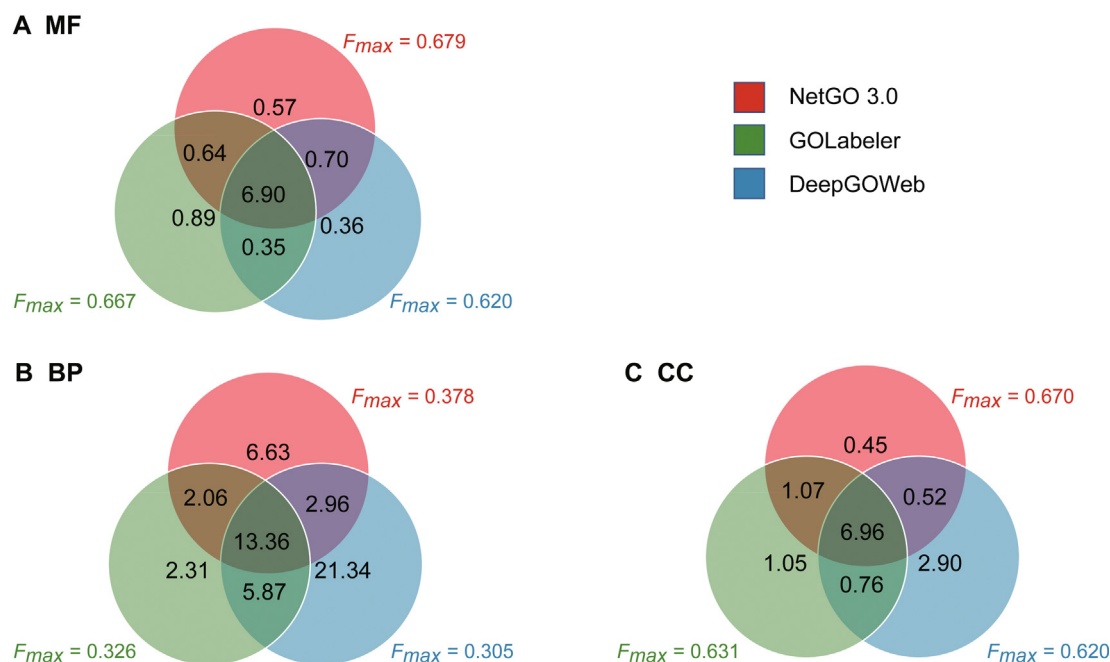 A MF
Fmax = 0.679
NetGO 3.0
0.57
GOLabeler
0.64
0.70
DeepGOWeb
6.90
0.89
0.36
0.35
Fmax = 0.667
Fmax = 0.620
B BP
Fmax = 0.378
6.63
2.06
2.96
13.36
2.31
21.34
5.87
Fmax = 0.326
Fmax = 0.305
C CC
Fmax = 0.670
0.45
1.07
0.52
6.96
1.05
2.90
0.76
Fmax = 0.631
Fmax = 0.620